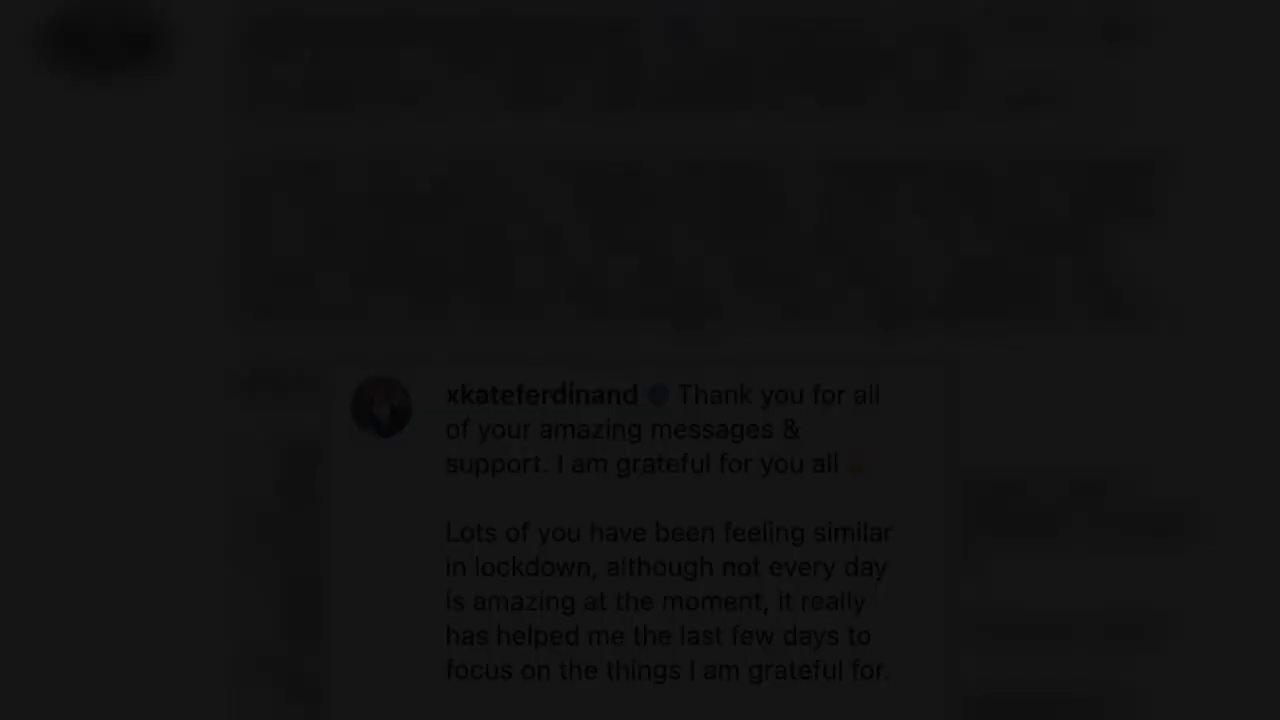 xkateferdinand Thank you for all
of your amazing messages &
support. I am grateful for you all
Lots of you have been feeling similar
in lockdown, although not every day
is amazing at the moment, it really
has helped me the last few days to
focus on the things I am grateful for.